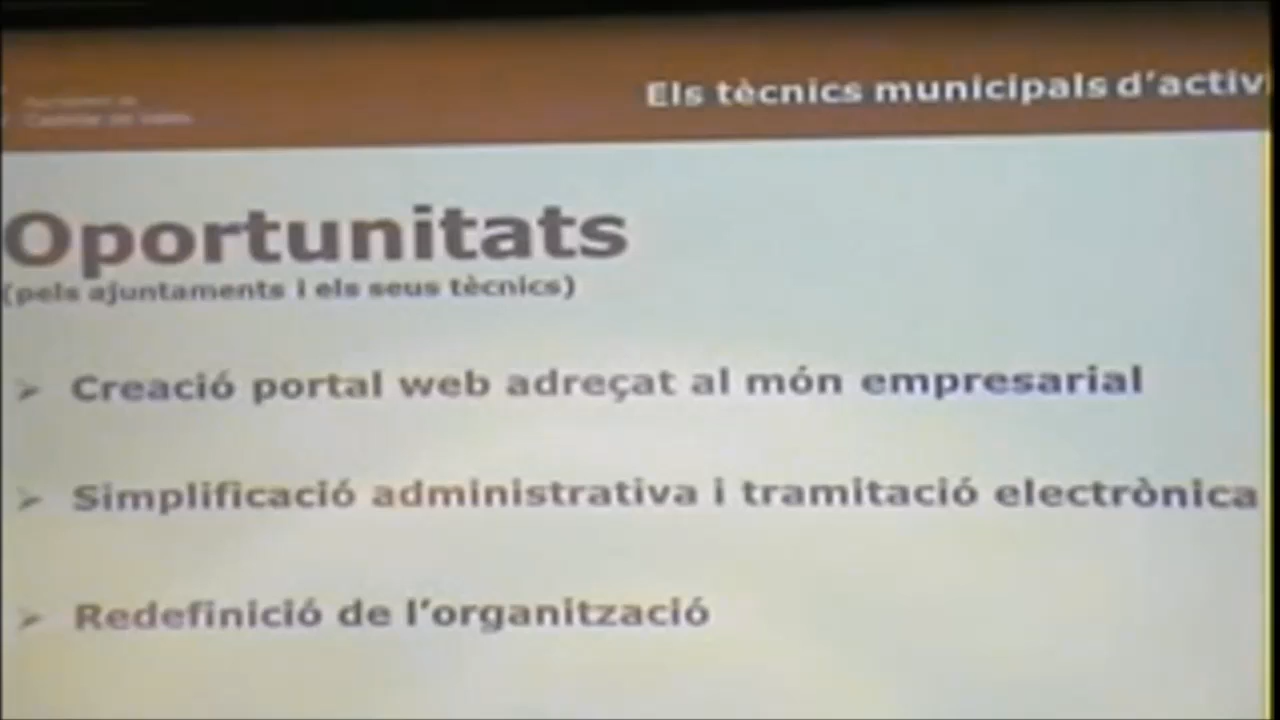 Els tècnics municipals d'activ
Oportunitats
(pels ajuntaments i els seus tècnics)
➢ Creació portal web adreçat al món empresarial
➢ Simplificació administrativa i tramitació electrònica
➢ Redefinició de l'organització